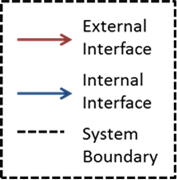 External
Interface
Internal
Interface
System
Boundary